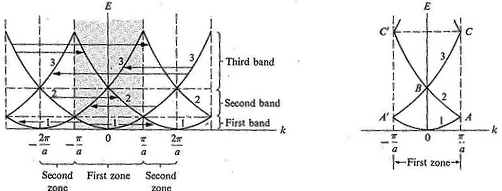 E
3
3
3
Third band
2
2
2
Second band
1
1
1
First band
k
−2π/a
−π/a
0
π/a
2π/a
Second zone
First zone
Second zone
E
C′
C
3
B
2
A′
A
1
k
−π/a
0
π/a
First zone